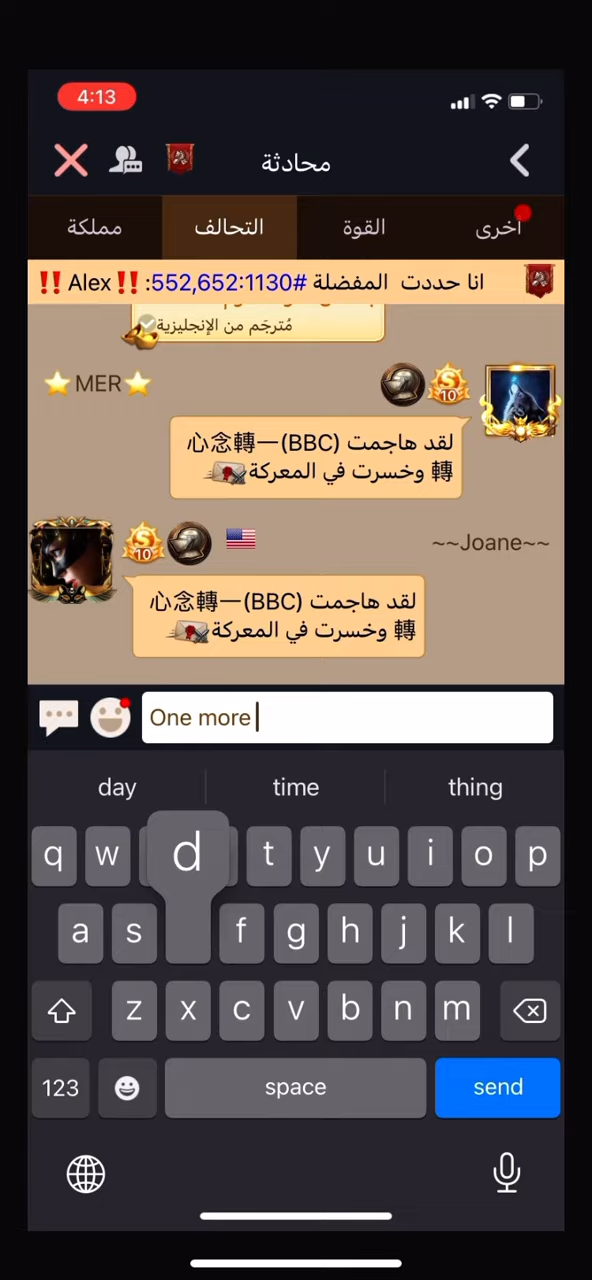 4:13
محادثة
مملكة
التحالف
القوة
أخرى
انا حددت المفضلة #1130:552,652: ‼️ Alex ‼️
مُترجَم من الإنجليزية
⭐MER⭐
10
لقد هاجمت (BBC)心念轉一
轉 وخسرت في المعركة
10
~~Joane~~
لقد هاجمت (BBC)心念轉一
轉 وخسرت في المعركة
One more
day time thing
q w d t y u i o p
a s f g h j k l
z x c v b n m
123 space send